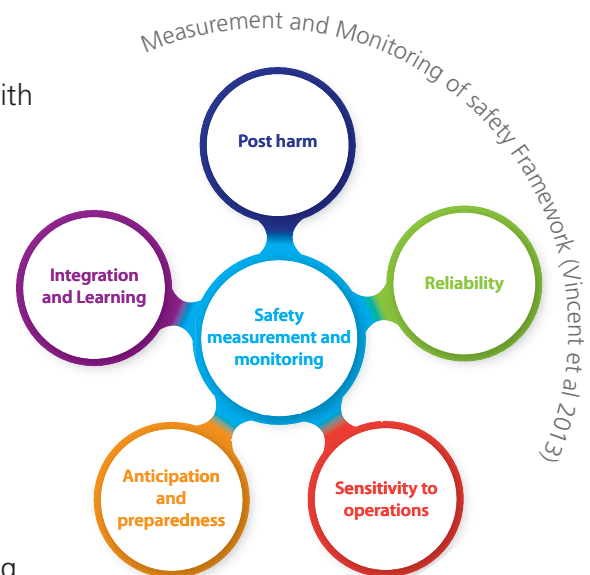 Measurement and Monitoring of safety Framework (Vincent et al 2013)
ith
Post harm
Integration
and Learning
Reliability
Safety
measurement and
monitoring
Anticipation
and
preparedness
Sensitivity to
operations
g